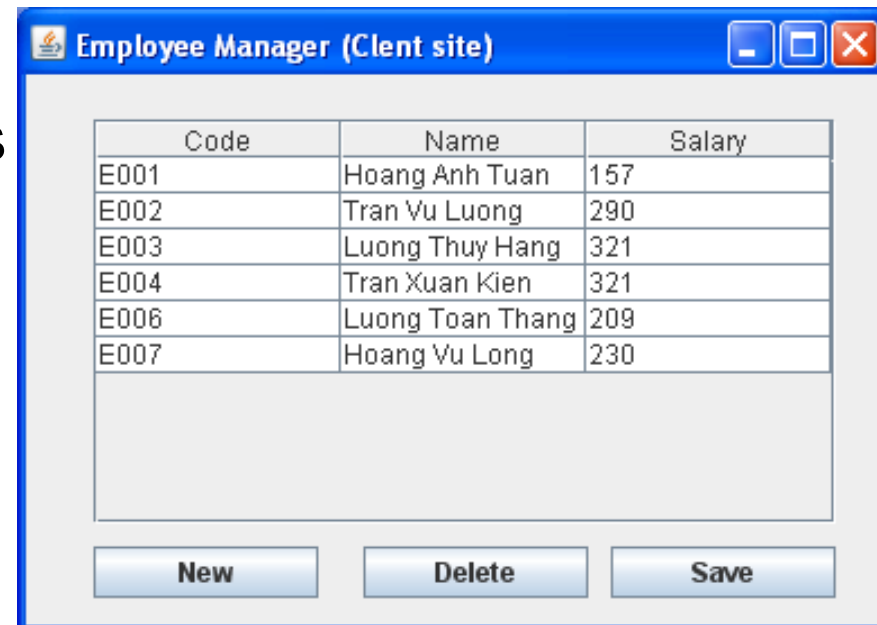 Employee Manager (Clent site)
s
Code Name Salary
E001 Hoang Anh Tuan 157
E002 Tran Vu Luong 290
E003 Luong Thuy Hang 321
E004 Tran Xuan Kien 321
E006 Luong Toan Thang 209
E007 Hoang Vu Long 230
New Delete Save